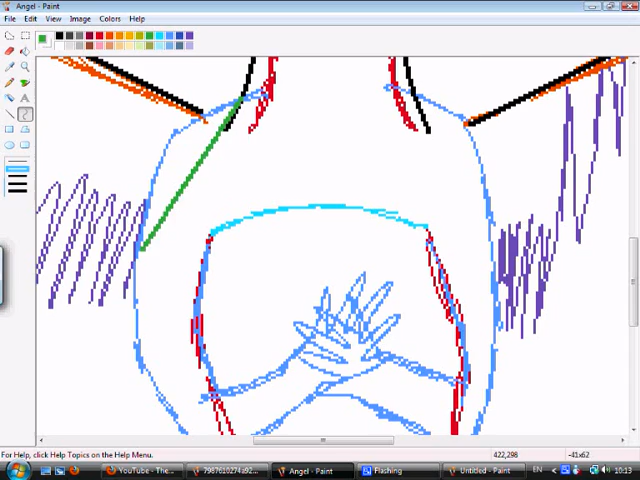 Angel - Paint
File Edit View Image Colors Help
For Help, click Help Topics on the Help Menu.
422,298
-41x62
YouTube - The...
7987610274a92...
Angel - Paint
Flashing
Untitled - Paint
EN
10:13